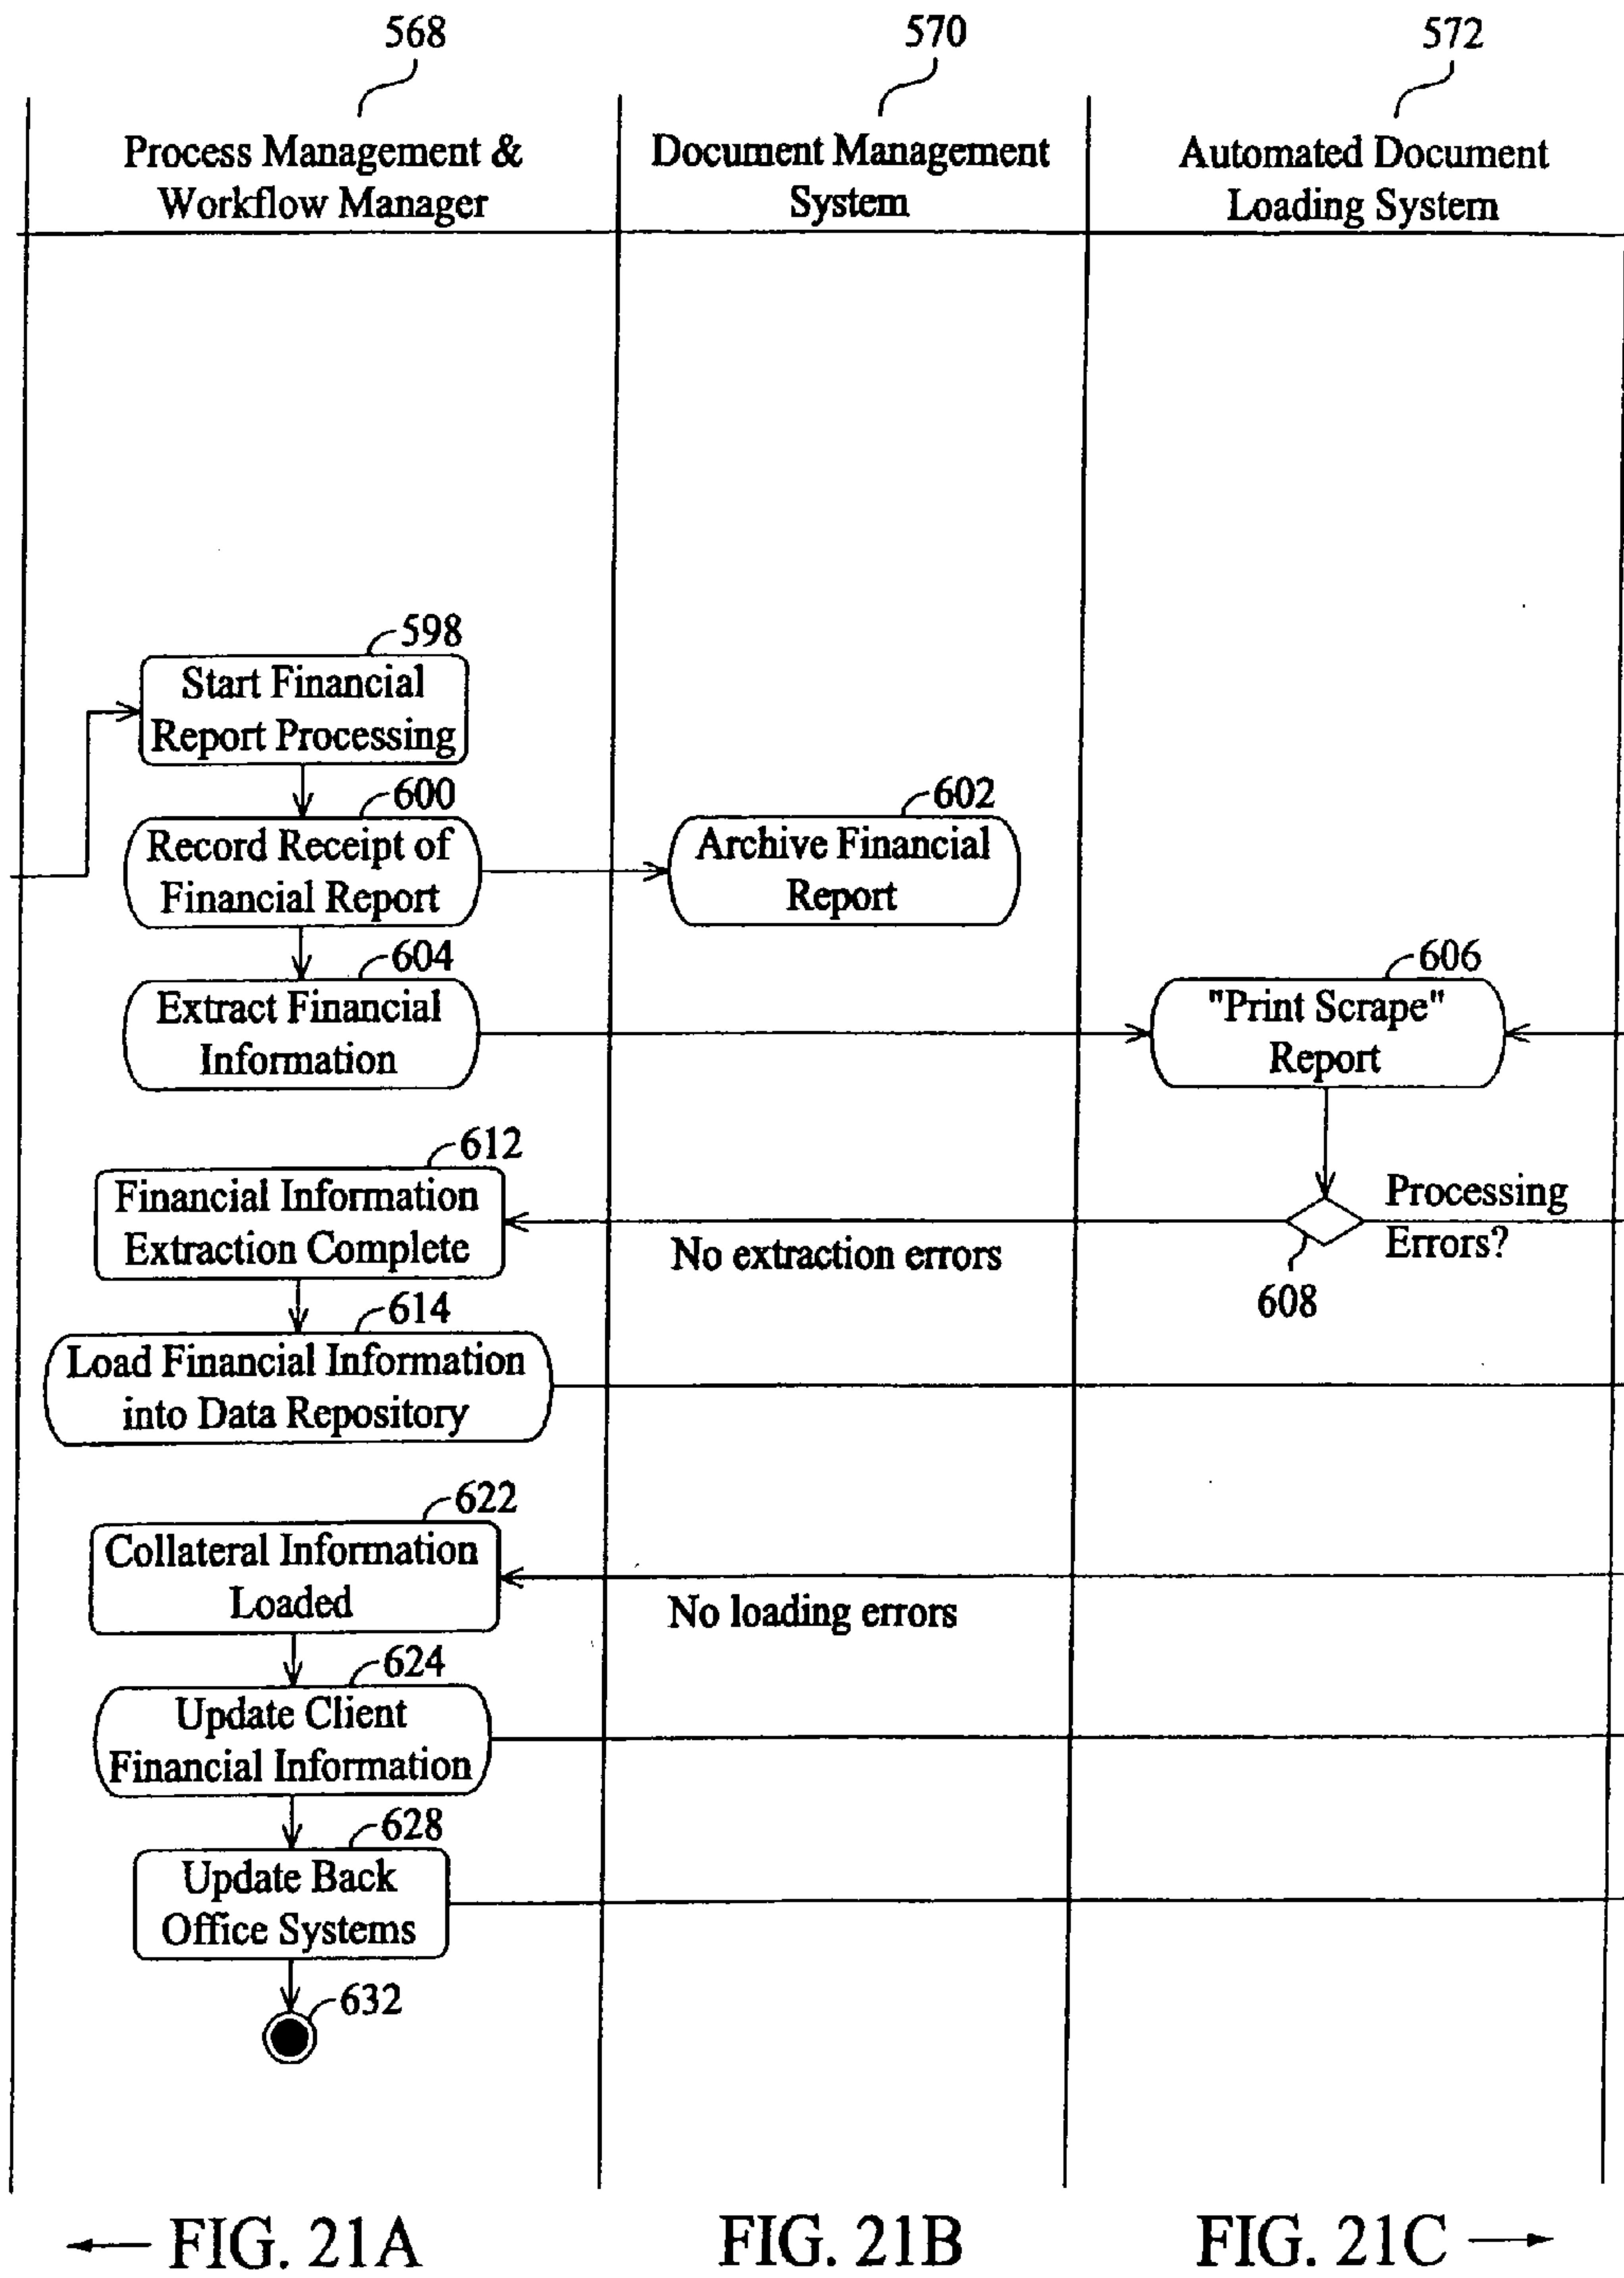 568
570
572
Process Management &
Workflow Manager
Document Management
System
Automated Document
Loading System
598
Start Financial
Report Processing
600
Record Receipt of
Financial Report
602
Archive Financial
Report
604
Extract Financial
Information
606
"Print Scrape"
Report
612
Financial Information
Extraction Complete
No extraction errors
Processing
Errors?
608
614
Load Financial Information
into Data Repository
622
Collateral Information
Loaded
No loading errors
624
Update Client
Financial Information
628
Update Back
Office Systems
632
FIG. 21A
FIG. 21B
FIG. 21C